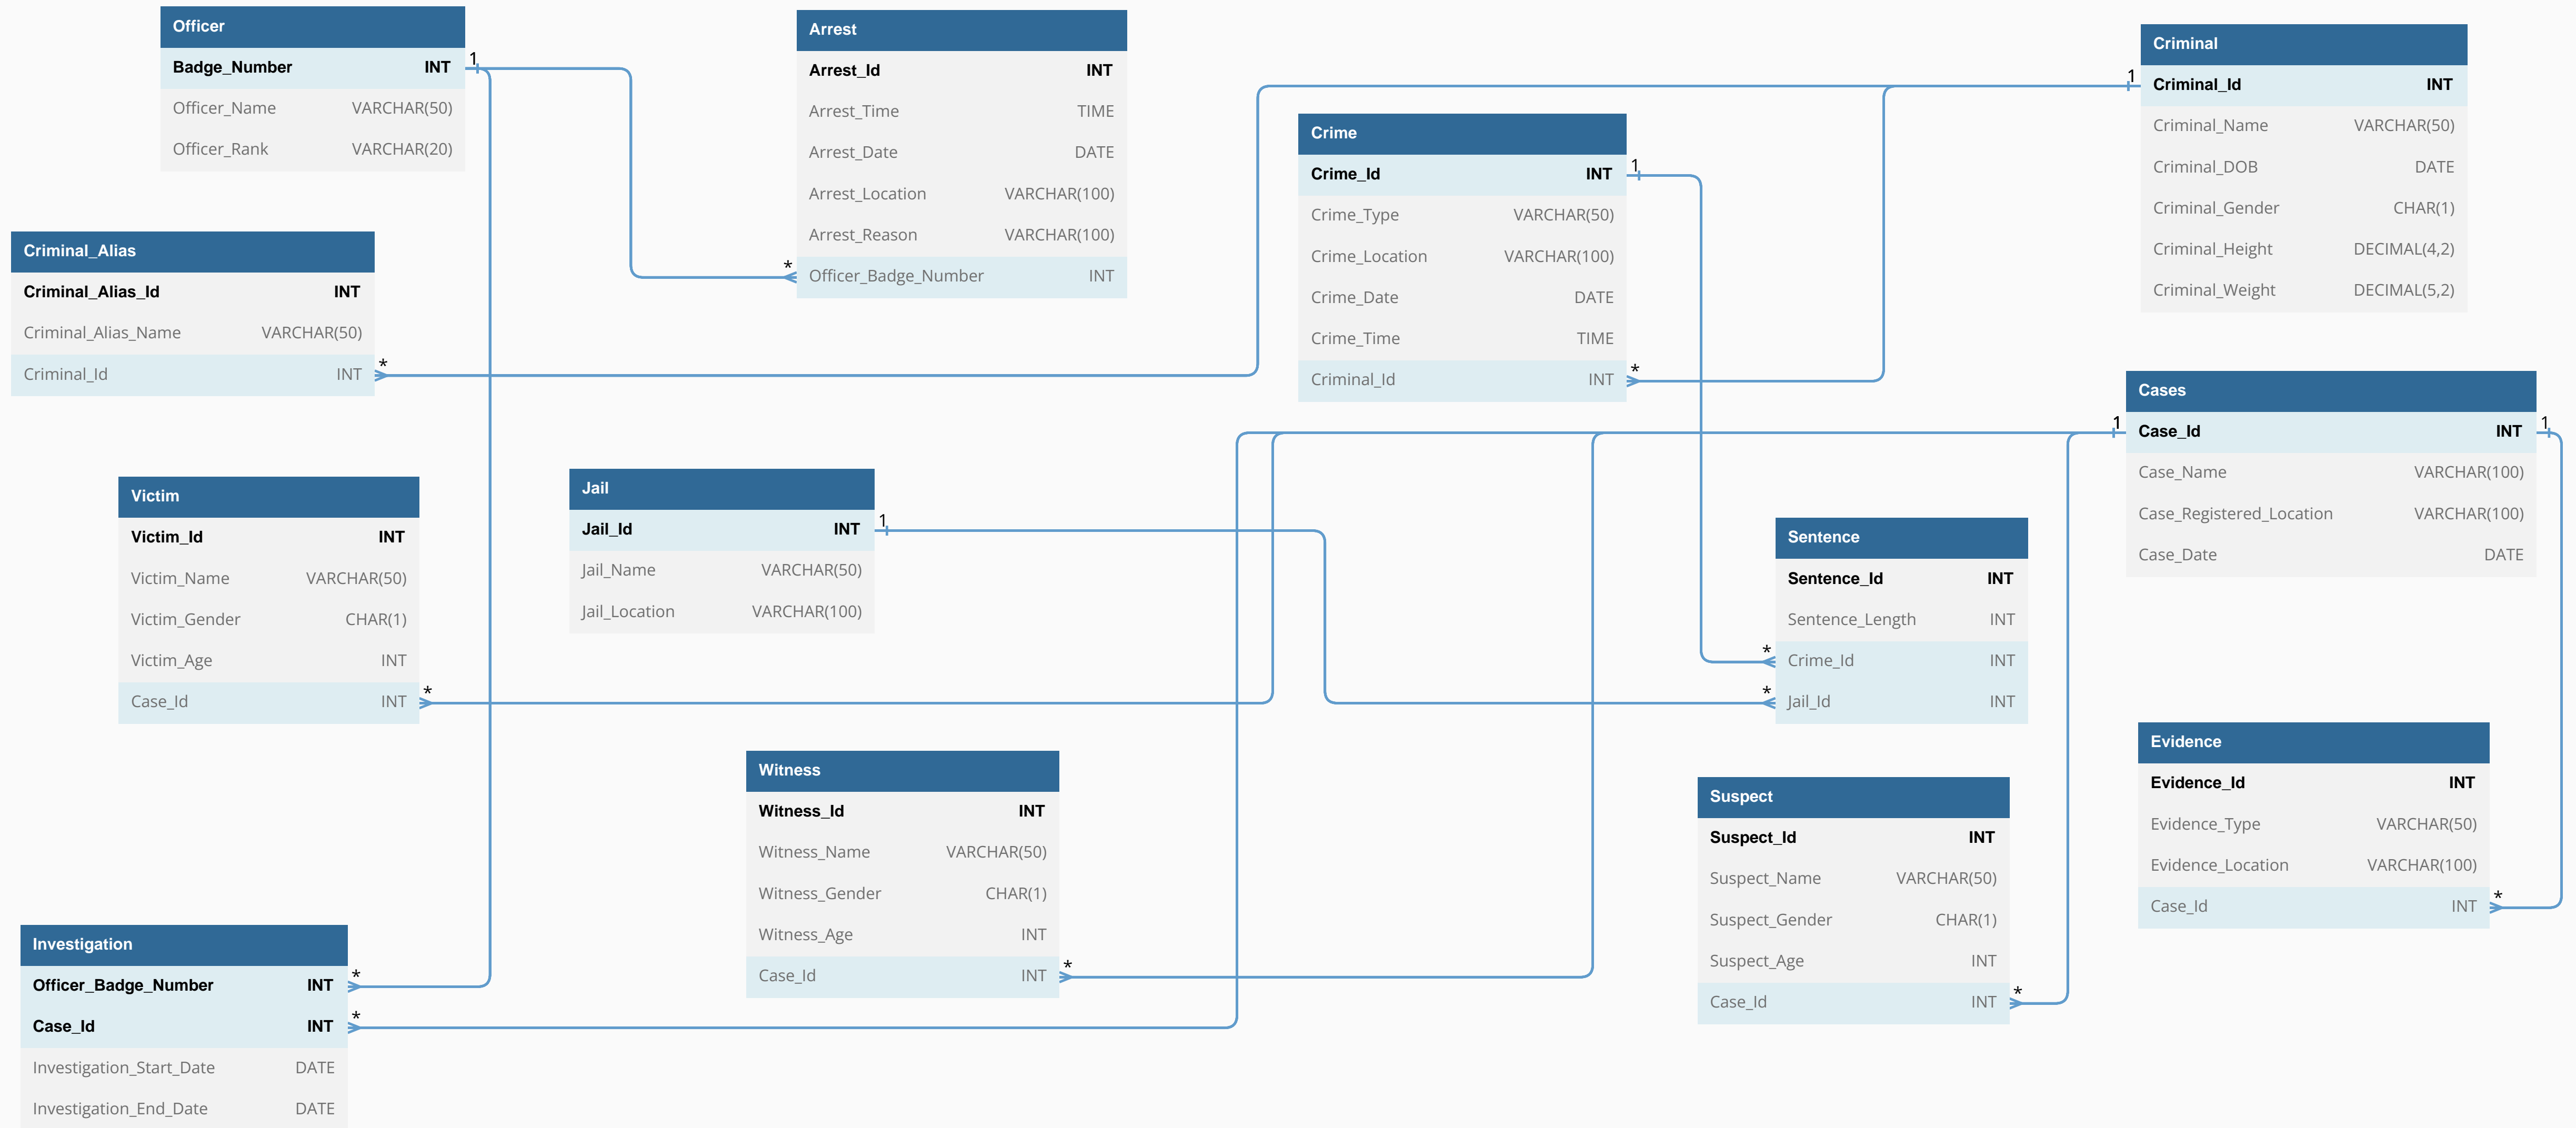 Officer
Badge_Number INT
Officer_Name VARCHAR(50)
Officer_Rank VARCHAR(20)
1
Arrest
Arrest_Id INT
Arrest_Time TIME
Arrest_Date DATE
Arrest_Location VARCHAR(100)
Arrest_Reason VARCHAR(100)
* Officer_Badge_Number INT
Criminal
1 Criminal_Id INT
Criminal_Name VARCHAR(50)
Criminal_DOB DATE
Criminal_Gender CHAR(1)
Criminal_Height DECIMAL(4,2)
Criminal_Weight DECIMAL(5,2)
Crime
Crime_Id INT 1
Crime_Type VARCHAR(50)
Crime_Location VARCHAR(100)
Crime_Date DATE
Crime_Time TIME
Criminal_Id INT *
Criminal_Alias
Criminal_Alias_Id INT
Criminal_Alias_Name VARCHAR(50)
Criminal_Id INT *
Cases
1 Case_Id INT 1
Case_Name VARCHAR(100)
Case_Registered_Location VARCHAR(100)
Case_Date DATE
Victim
Victim_Id INT
Victim_Name VARCHAR(50)
Victim_Gender CHAR(1)
Victim_Age INT
Case_Id INT *
Jail
Jail_Id INT 1
Jail_Name VARCHAR(50)
Jail_Location VARCHAR(100)
Sentence
Sentence_Id INT
Sentence_Length INT
* Crime_Id INT
* Jail_Id INT
Evidence
Evidence_Id INT
Evidence_Type VARCHAR(50)
Evidence_Location VARCHAR(100)
Case_Id INT *
Witness
Witness_Id INT
Witness_Name VARCHAR(50)
Witness_Gender CHAR(1)
Witness_Age INT
Case_Id INT *
Suspect
Suspect_Id INT
Suspect_Name VARCHAR(50)
Suspect_Gender CHAR(1)
Suspect_Age INT
Case_Id INT *
Investigation
Officer_Badge_Number INT *
Case_Id INT *
Investigation_Start_Date DATE
Investigation_End_Date DATE